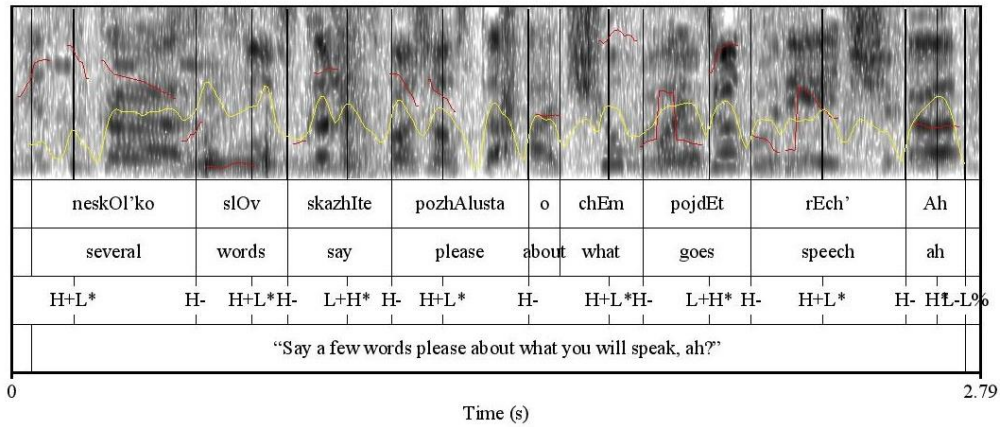 neskOl'ko slOv skazhIte pozhAlusta o chEm pojdEt rEch' Ah
several words say please about what goes speech ah
H+L* H- H+L* H- L+H* H- H+L* H- H+L* H- L+H* H- H+L* H- H* L-L%
“Say a few words please about what you will speak, ah?”
0 2.79
Time (s)